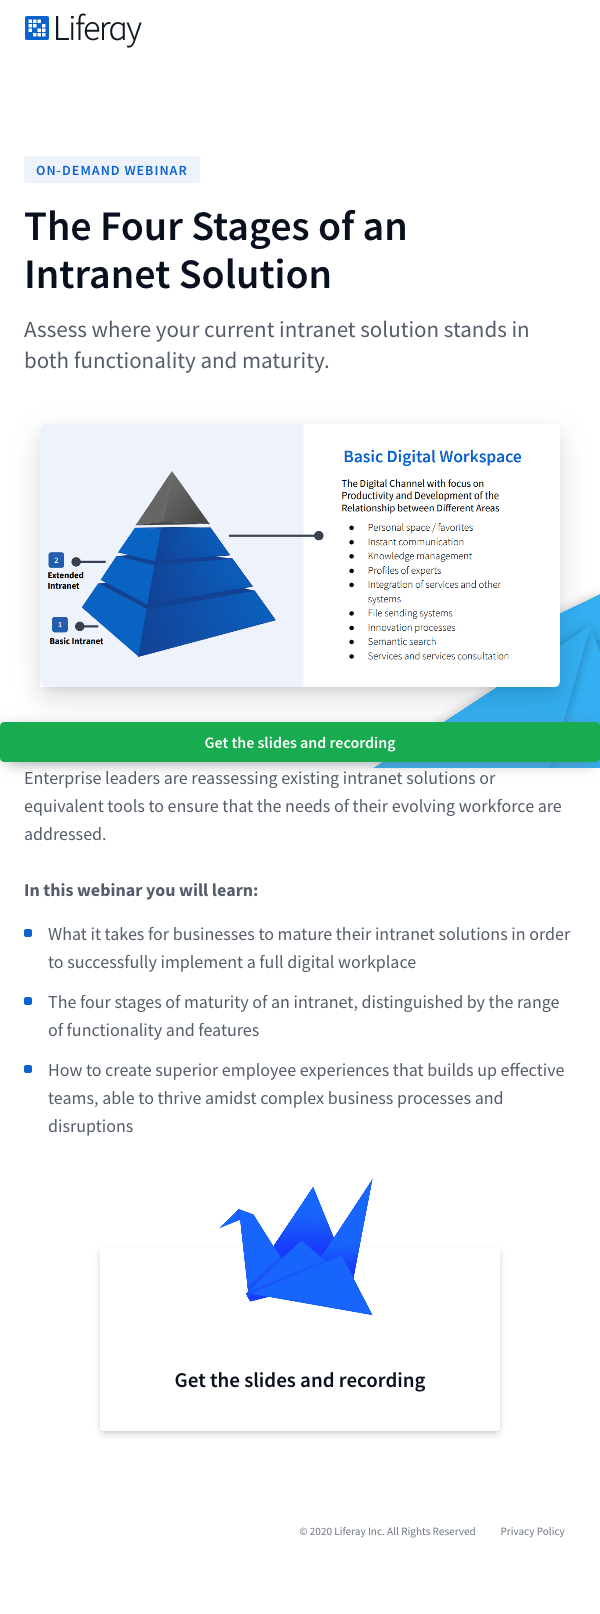 Liferay
ON-DEMAND WEBINAR
The Four Stages of an
Intranet Solution
Assess where your current intranet solution stands in
both functionality and maturity.
2
Extended
Intranet
1
Basic Intranet
Basic Digital Workspace
The Digital Channel with focus on
Productivity and Development of the
Relationship between Different Areas
Personal space / favorites
Instant communication
Knowledge management
Profiles of experts
Integration of services and other
systems
File sending systems
Innovation processes
Semantic search
Services and services consultation
Get the slides and recording
Enterprise leaders are reassessing existing intranet solutions or
equivalent tools to ensure that the needs of their evolving workforce are
addressed.
In this webinar you will learn:
What it takes for businesses to mature their intranet solutions in order
to successfully implement a full digital workplace
The four stages of maturity of an intranet, distinguished by the range
of functionality and features
How to create superior employee experiences that builds up effective
teams, able to thrive amidst complex business processes and
disruptions
Get the slides and recording
© 2020 Liferay Inc. All Rights Reserved Privacy Policy